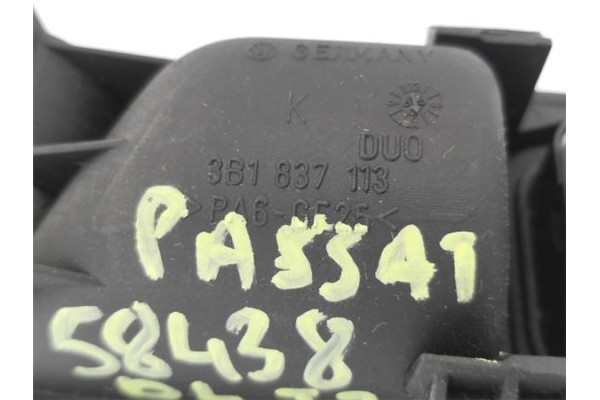 GERMANY
K
DUO
3B1 837 113
>PA6-GF25<
PASSAT
58438